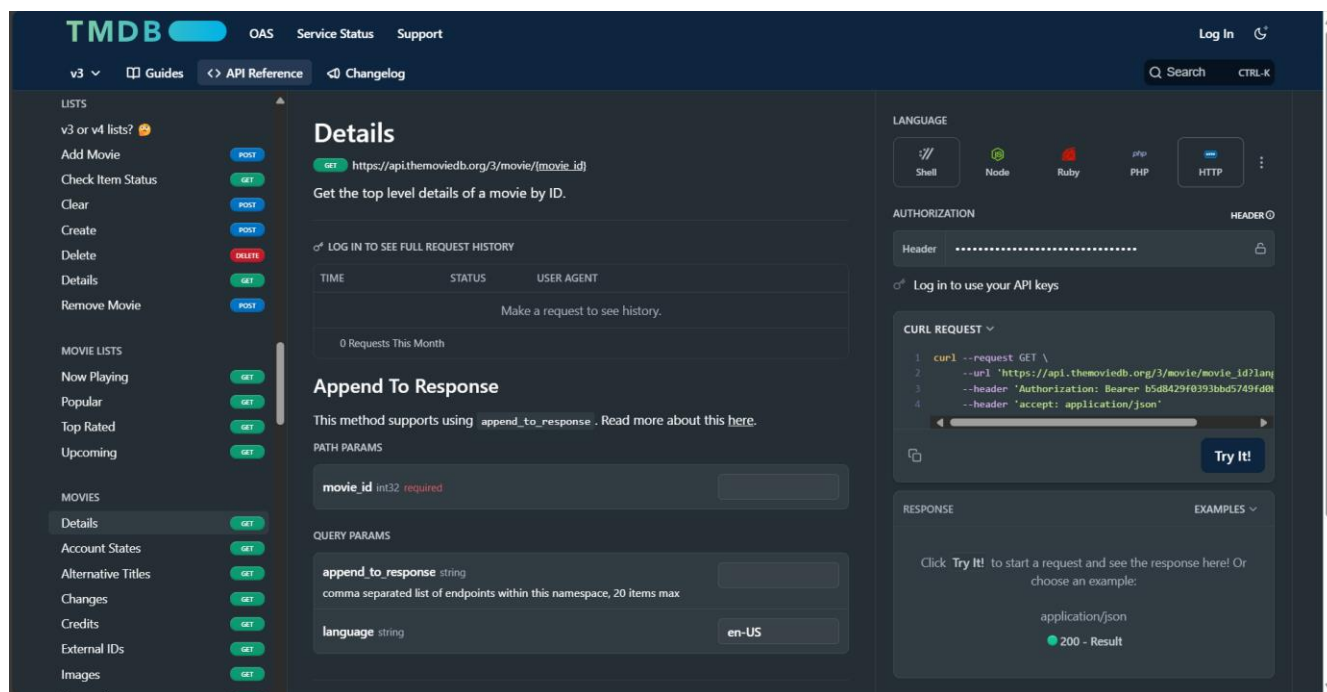 TMDB OAS Service Status Support Log In
v3 Guides <> API Reference Changelog Search CTRL-K
LISTS
v3 or v4 lists? 🤔
Add Movie POST
Check Item Status GET
Clear POST
Create POST
Delete DELETE
Details GET
Remove Movie POST
MOVIE LISTS
Now Playing GET
Popular GET
Top Rated GET
Upcoming GET
MOVIES
Details GET
Account States GET
Alternative Titles GET
Changes GET
Credits GET
External IDs GET
Images GET
Details
GET https://api.themoviedb.org/3/movie/{movie_id}
Get the top level details of a movie by ID.
LOG IN TO SEE FULL REQUEST HISTORY
TIME STATUS USER AGENT
Make a request to see history.
0 Requests This Month
Append To Response
This method supports using append_to_response . Read more about this here.
PATH PARAMS
movie_id int32 required
QUERY PARAMS
append_to_response string
comma separated list of endpoints within this namespace, 20 items max
language string en-US
LANGUAGE
Shell Node Ruby php PHP HTTP
AUTHORIZATION HEADER
Header ••••••••••••••••••••••••••••••••
Log in to use your API keys
CURL REQUEST
1 curl --request GET \
2 --url 'https://api.themoviedb.org/3/movie/movie_id?lang
3 --header 'Authorization: Bearer b5d8429f0393bbd5749fd0
4 --header 'accept: application/json'
Try It!
RESPONSE EXAMPLES
Click Try It! to start a request and see the response here! Or
choose an example:
application/json
200 - Result